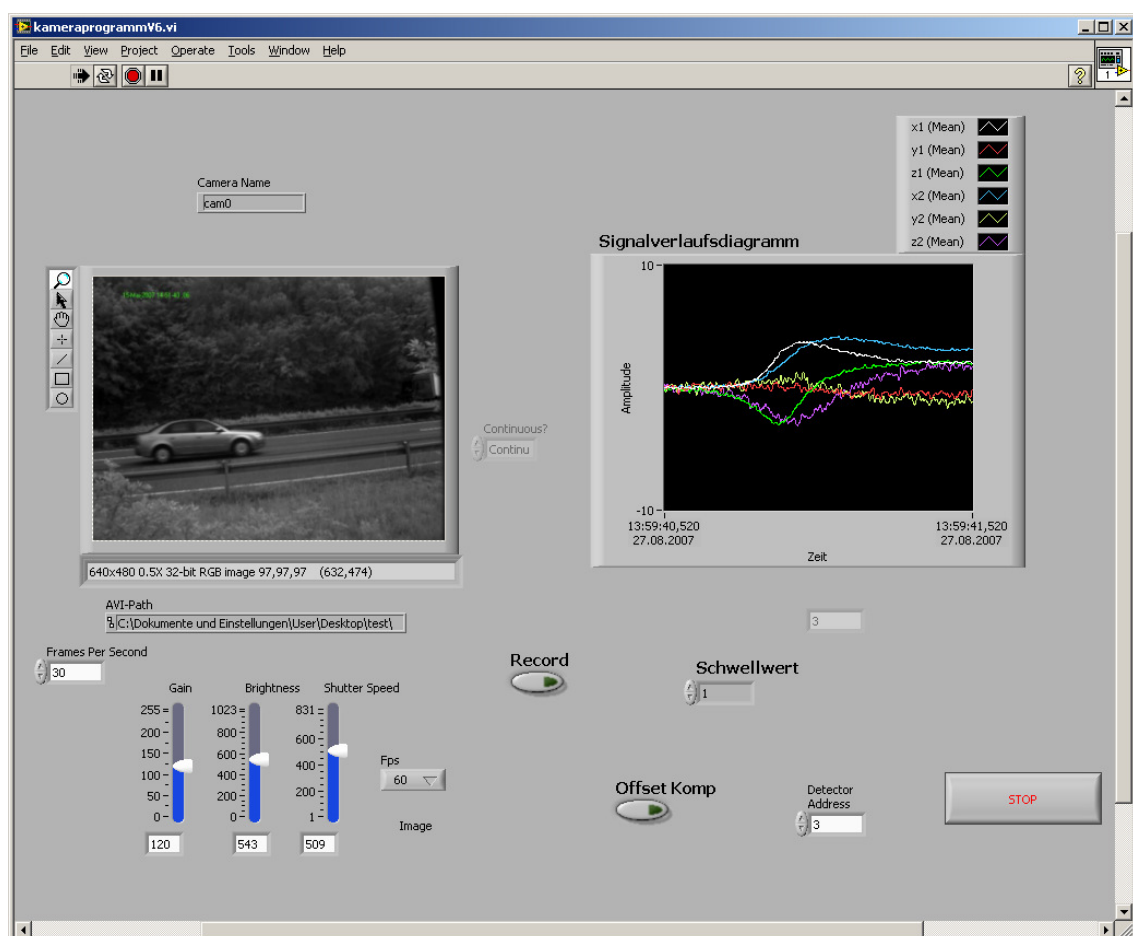 kameraprogrammV6.vi
File Edit View Project Operate Tools Window Help
1
Camera Name
cam0
x1 (Mean)
y1 (Mean)
z1 (Mean)
x2 (Mean)
y2 (Mean)
z2 (Mean)
Signalverlaufsdiagramm
10
Amplitude
-10
13:59:40,520
27.08.2007
13:59:41,520
27.08.2007
Zeit
Continuous?
Continu
640x480 0.5X 32-bit RGB image 97,97,97 (632,474)
AVI-Path
C:\Dokumente und Einstellungen\User\Desktop\test\
3
Frames Per Second
30
Record
Schwellwert
1
Gain
255
200
150
100
50
0
120
Brightness
1023
800
600
400
200
0
543
Shutter Speed
831
600
400
200
1
509
Fps
60
Image
Offset Komp
Detector
Address
3
STOP